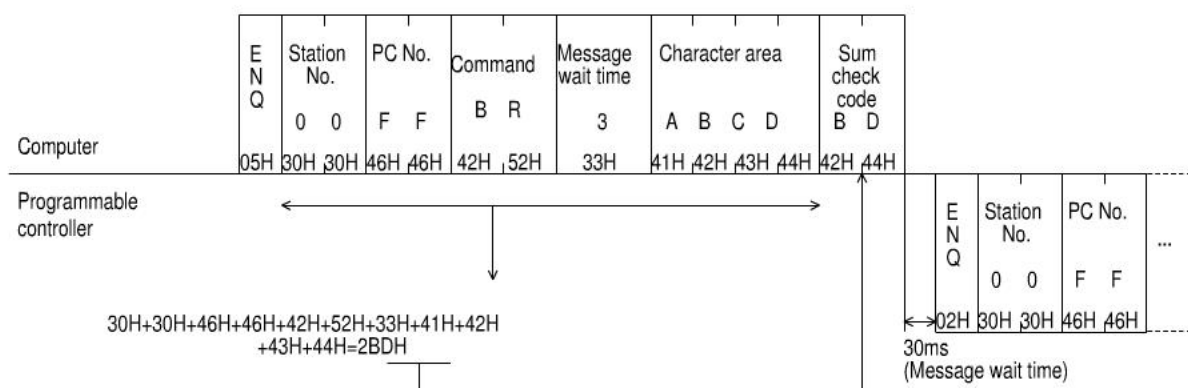 E N Q
Station No.
PC No.
Command
Message wait time
Character area
Sum check code
0 0
F F
B R
3
A B C D
B D
Computer
05H 30H 30H 46H 46H 42H 52H 33H 41H 42H 43H 44H 42H 44H
Programmable controller
E N Q
Station No.
PC No.
...
0 0
F F
02H 30H 30H 46H 46H
30H+30H+46H+46H+42H+52H+33H+41H+42H
+43H+44H=2BDH
30ms
(Message wait time)